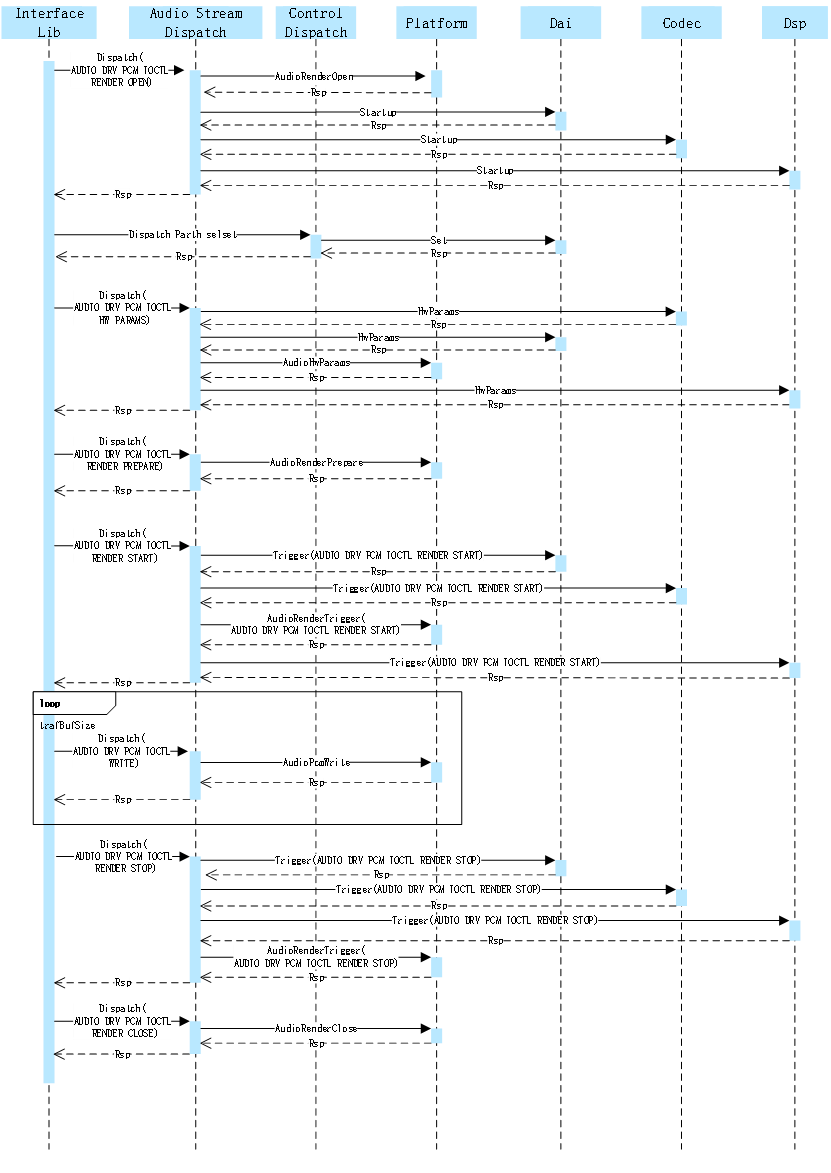 Interface
Lib
Audio Stream
Dispatch
Control
Dispatch
Platform
Dai
Codec
Dsp
Dispatch(
AUDIO DRV PCM IOCTL
RENDER OPEN)
AudioRenderOpen
Rsp
Startup
Rsp
Startup
Rsp
Startup
Rsp
Rsp
Dispatch Parth selset
Set
Rsp
Rsp
Dispatch(
AUDIO DRV PCM IOCTL
HW PARAMS)
HwParams
Rsp
HwParams
Rsp
AudioHwParams
Rsp
HwParams
Rsp
Rsp
Dispatch(
AUDIO DRV PCM IOCTL
RENDER PREPARE)
AudioRenderPrepare
Rsp
Rsp
Dispatch(
AUDIO DRV PCM IOCTL
RENDER START)
Trigger(AUDIO DRV PCM IOCTL RENDER START)
Rsp
Trigger(AUDIO DRV PCM IOCTL RENDER START)
Rsp
AudioRenderTrigger(
AUDIO DRV PCM IOCTL RENDER START)
Rsp
Trigger(AUDIO DRV PCM IOCTL RENDER START)
Rsp
Rsp
loop
trafBufSize
Dispatch(
AUDIO DRV PCM IOCTL
WRITE)
AudioPcmWrite
Rsp
Rsp
Dispatch(
AUDIO DRV PCM IOCTL
RENDER STOP)
Trigger(AUDIO DRV PCM IOCTL RENDER STOP)
Rsp
Trigger(AUDIO DRV PCM IOCTL RENDER STOP)
Rsp
Trigger(AUDIO DRV PCM IOCTL RENDER STOP)
Rsp
AudioRenderTrigger(
AUDIO DRV PCM IOCTL RENDER STOP)
Rsp
Rsp
Dispatch(
AUDIO DRV PCM IOCTL
RENDER CLOSE)
AudioRenderClose
Rsp
Rsp